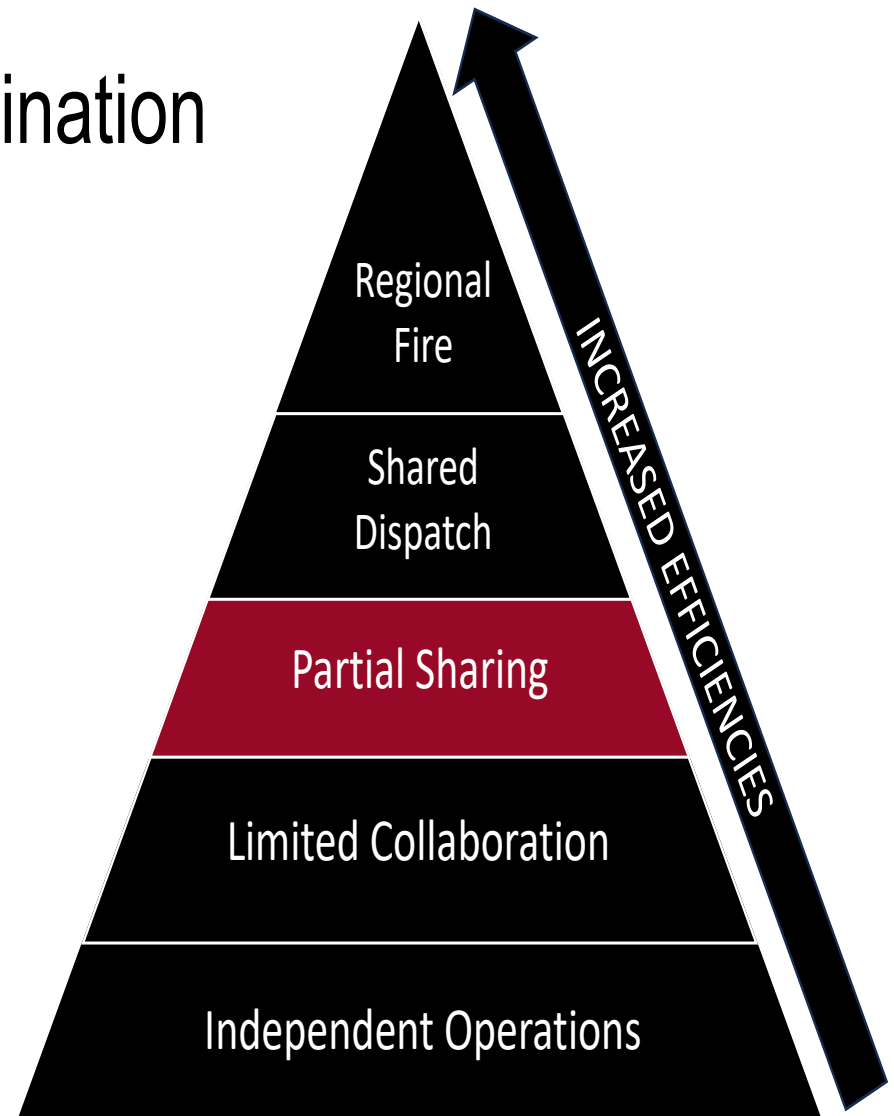 ination
Regional
Fire
Shared
Dispatch
Partial Sharing
Limited Collaboration
Independent Operations
INCREASED EFFICIENCIES